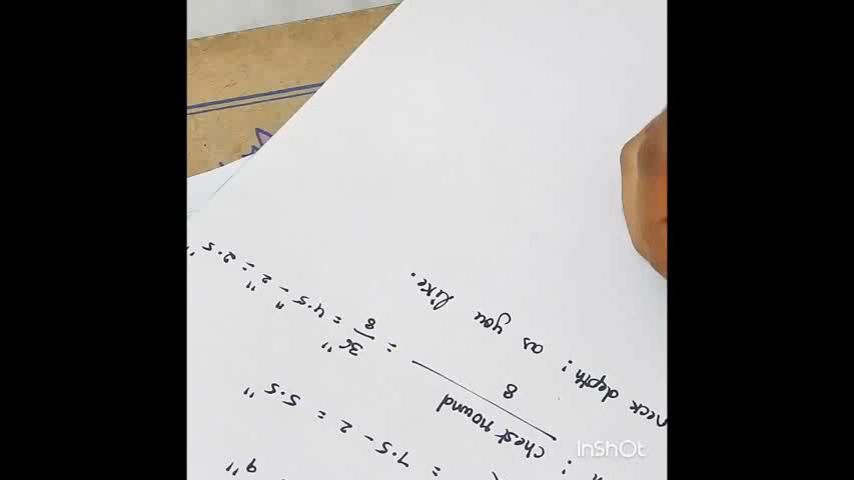 9"
= 7.5 - 2 = 5.5"
: chest round / 8 = 36" / 8 = 4.5" - 2" = 2.5"
neck depth : as you like.
InShOt